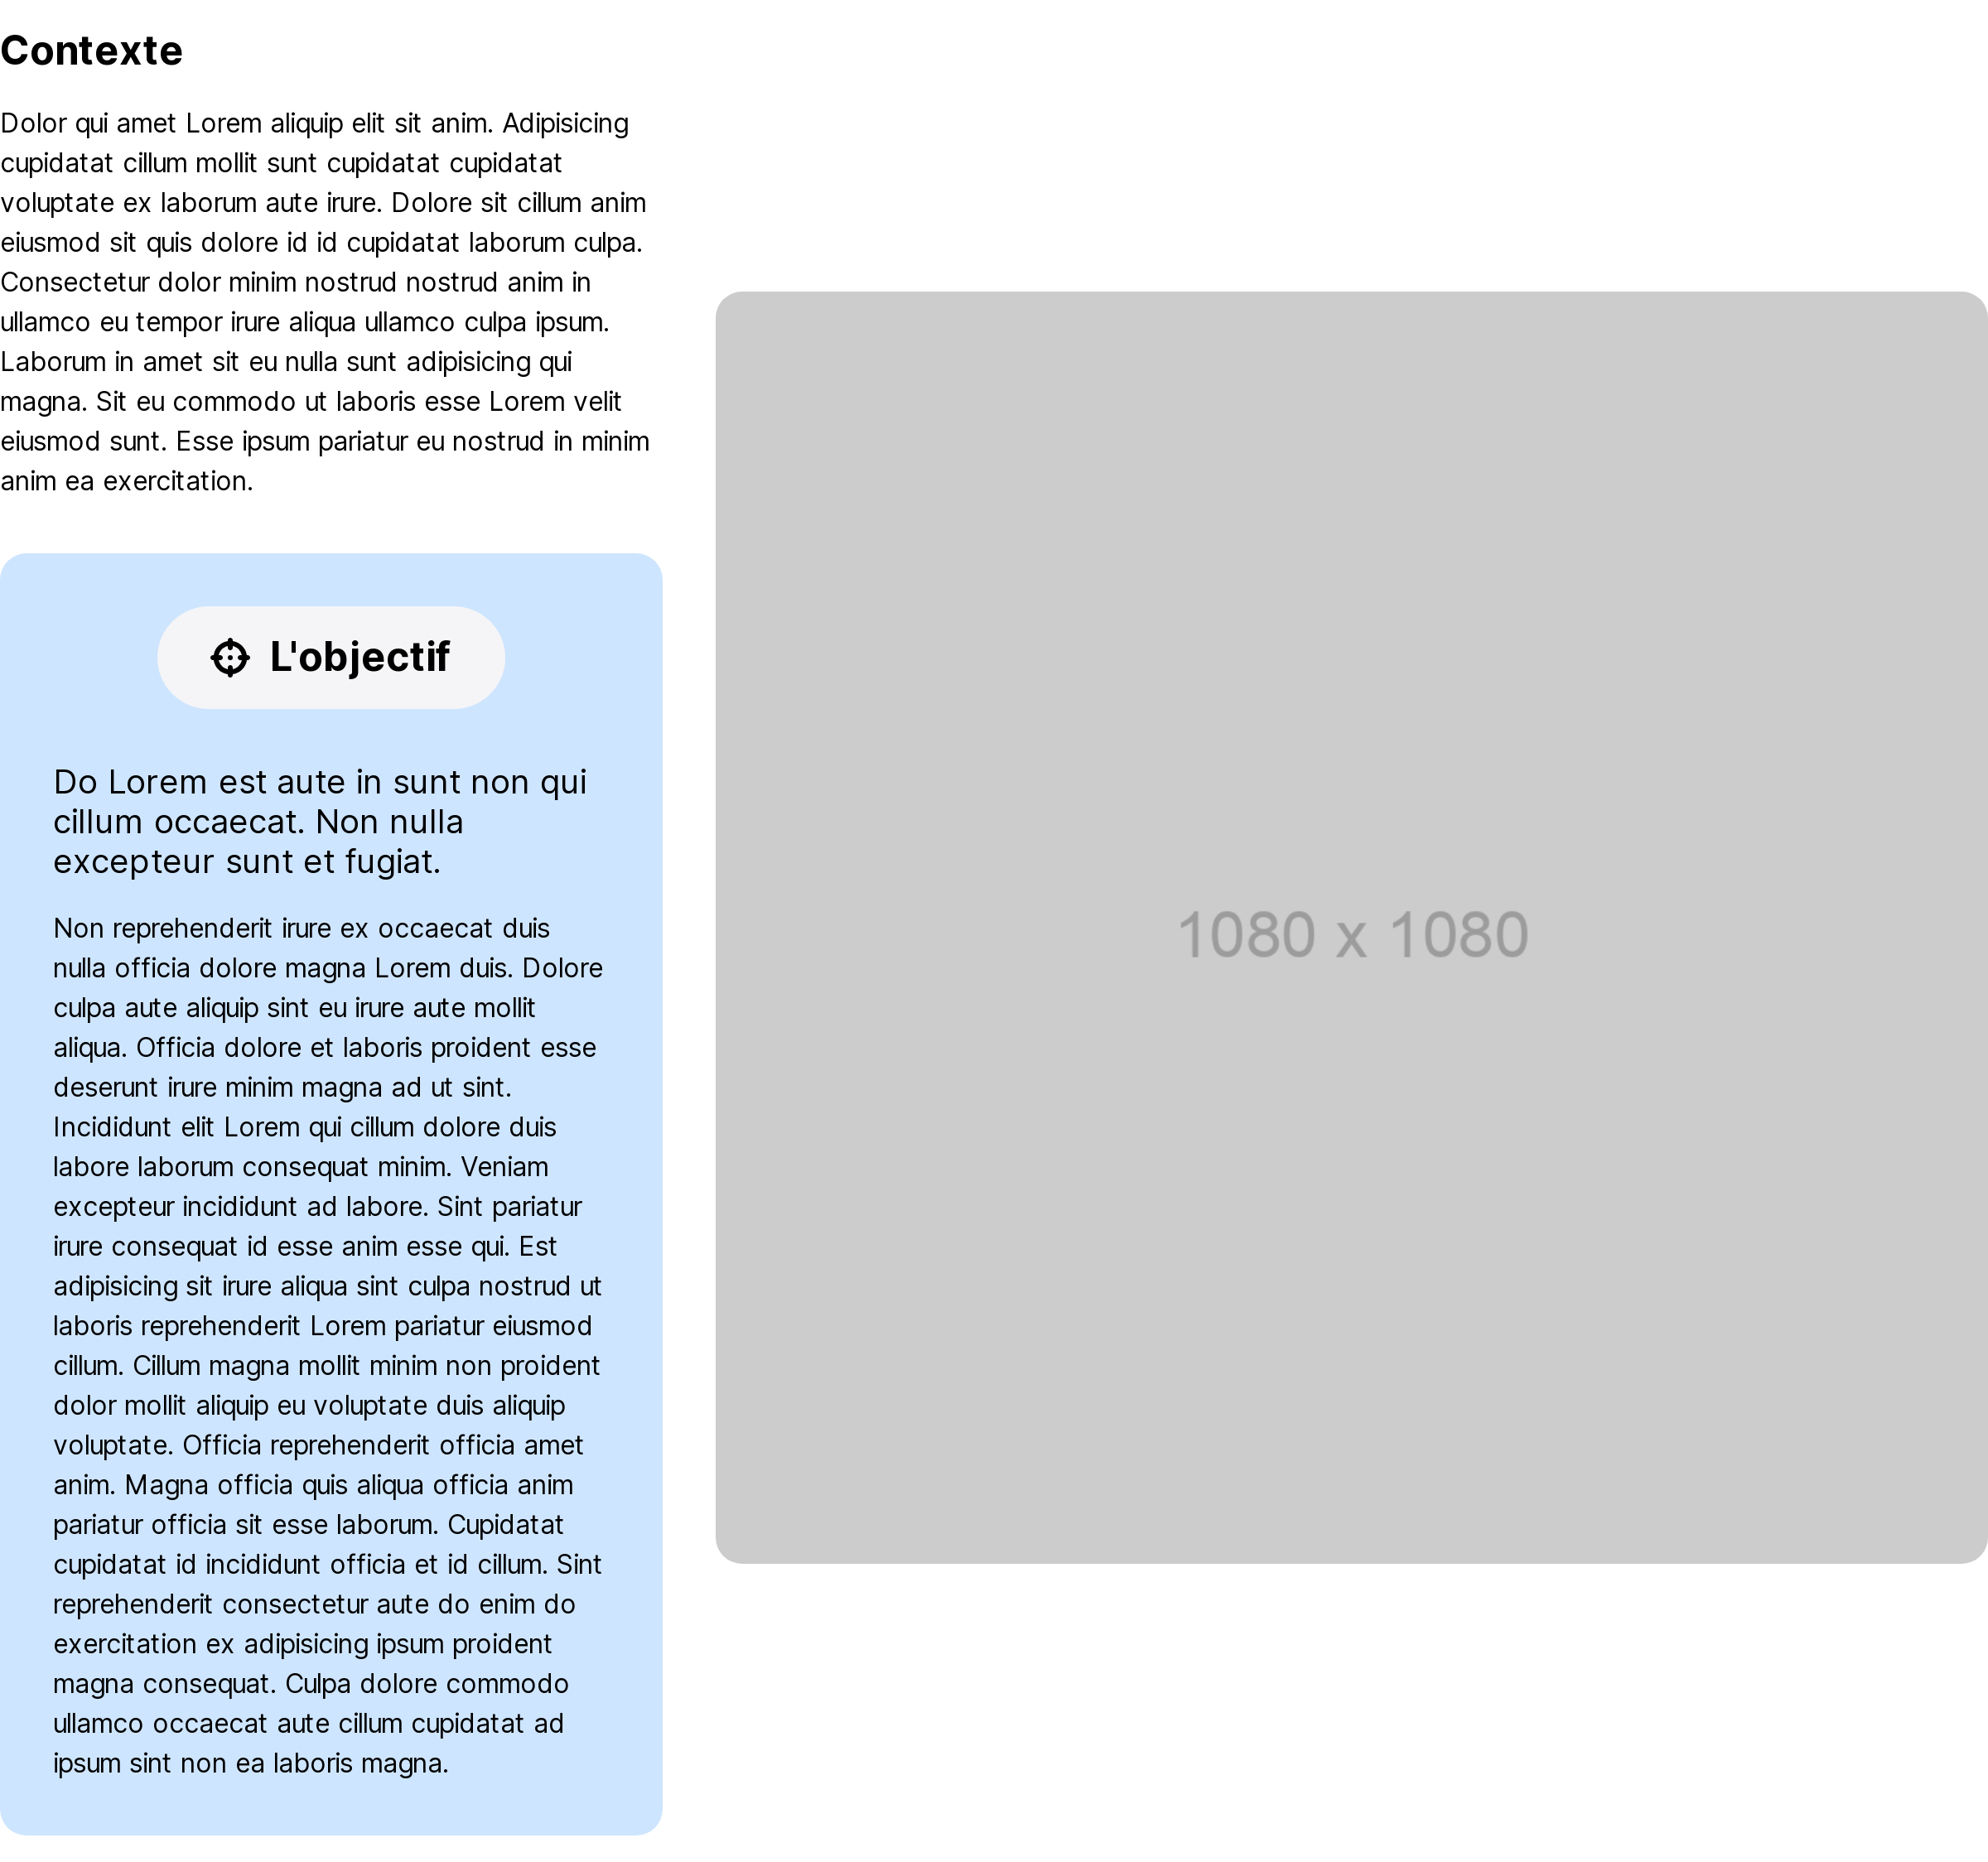 Contexte
Dolor qui amet Lorem aliquip elit sit anim. Adipisicing
cupidatat cillum mollit sunt cupidatat cupidatat
voluptate ex laborum aute irure. Dolore sit cillum anim
eiusmod sit quis dolore id id cupidatat laborum culpa.
Consectetur dolor minim nostrud nostrud anim in
ullamco eu tempor irure aliqua ullamco culpa ipsum.
Laborum in amet sit eu nulla sunt adipisicing qui
magna. Sit eu commodo ut laboris esse Lorem velit
eiusmod sunt. Esse ipsum pariatur eu nostrud in minim
anim ea exercitation.
L'objectif
Do Lorem est aute in sunt non qui
cillum occaecat. Non nulla
excepteur sunt et fugiat.
Non reprehenderit irure ex occaecat duis
nulla officia dolore magna Lorem duis. Dolore
culpa aute aliquip sint eu irure aute mollit
aliqua. Officia dolore et laboris proident esse
deserunt irure minim magna ad ut sint.
Incididunt elit Lorem qui cillum dolore duis
labore laborum consequat minim. Veniam
excepteur incididunt ad labore. Sint pariatur
irure consequat id esse anim esse qui. Est
adipisicing sit irure aliqua sint culpa nostrud ut
laboris reprehenderit Lorem pariatur eiusmod
cillum. Cillum magna mollit minim non proident
dolor mollit aliquip eu voluptate duis aliquip
voluptate. Officia reprehenderit officia amet
anim. Magna officia quis aliqua officia anim
pariatur officia sit esse laborum. Cupidatat
cupidatat id incididunt officia et id cillum. Sint
reprehenderit consectetur aute do enim do
exercitation ex adipisicing ipsum proident
magna consequat. Culpa dolore commodo
ullamco occaecat aute cillum cupidatat ad
ipsum sint non ea laboris magna.
1080 x 1080